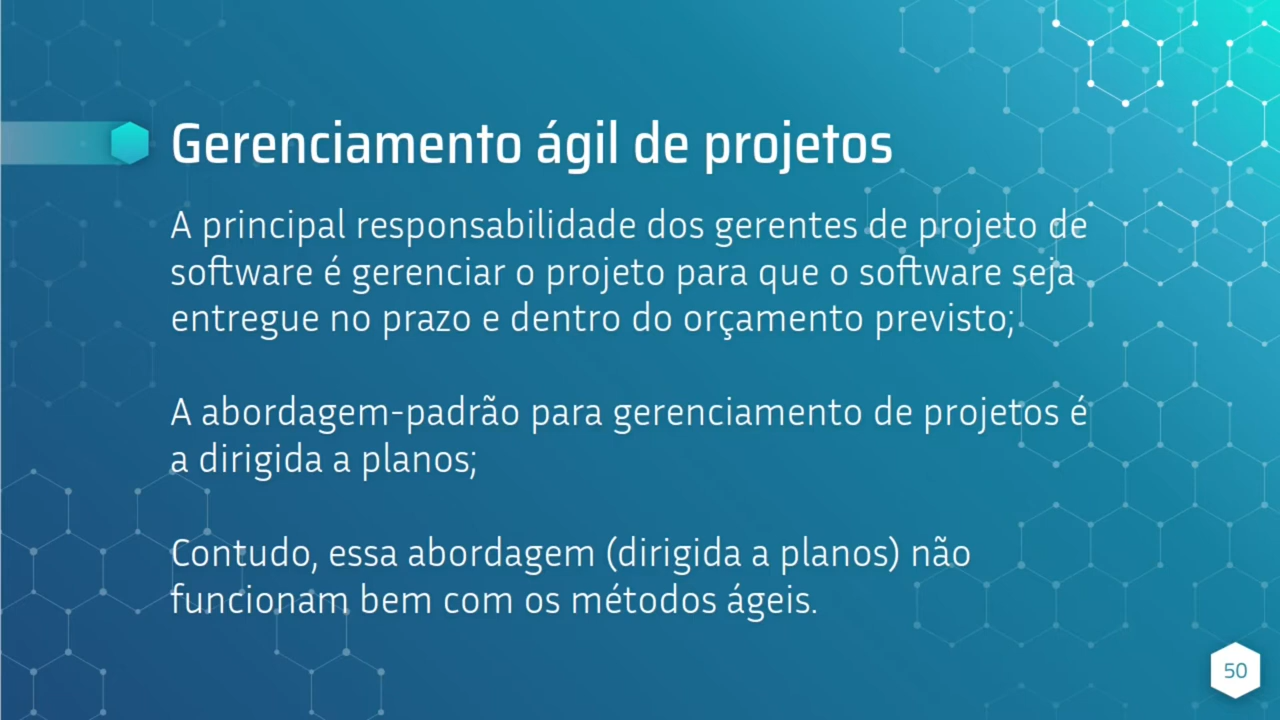 Gerenciamento ágil de projetos
A principal responsabilidade dos gerentes de projeto de
software é gerenciar o projeto para que o software seja
entregue no prazo e dentro do orçamento previsto;
A abordagem-padrão para gerenciamento de projetos é
a dirigida a planos;
Contudo, essa abordagem (dirigida a planos) não
funcionam bem com os métodos ágeis.
50